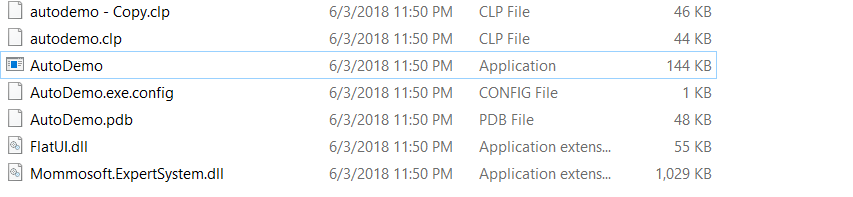 autodemo - Copy.clp 6/3/2018 11:50 PM CLP File 46 KB
autodemo.clp 6/3/2018 11:50 PM CLP File 44 KB
AutoDemo 6/3/2018 11:50 PM Application 144 KB
AutoDemo.exe.config 6/3/2018 11:50 PM CONFIG File 1 KB
AutoDemo.pdb 6/3/2018 11:50 PM PDB File 48 KB
FlatUI.dll 6/3/2018 11:50 PM Application extens... 55 KB
Mommosoft.ExpertSystem.dll 6/3/2018 11:50 PM Application extens... 1,029 KB